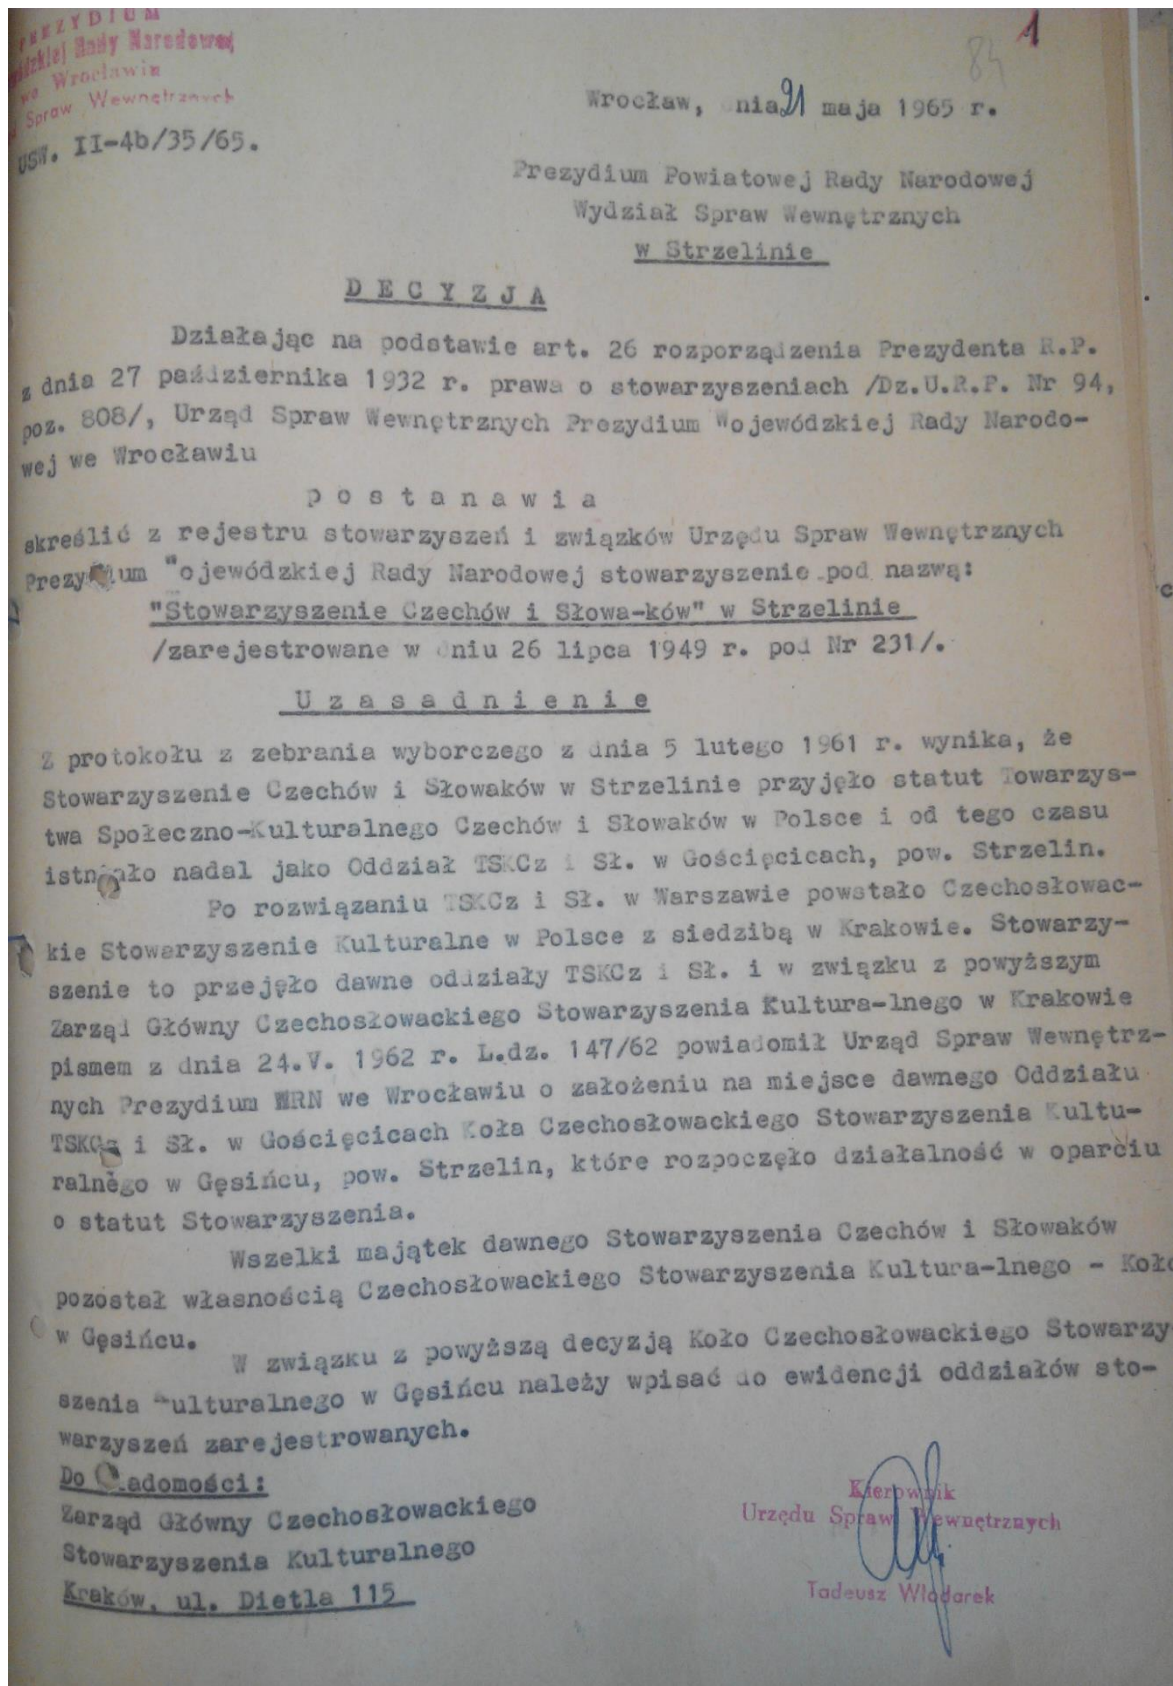 PREZYDIUM
Rady Narodowej
we Wrocławiu
Spraw Wewnętrznych
USW. II-4b/35/65.
1
84
Wrocław, dnia 21 maja 1965 r.
Prezydium Powiatowej Rady Narodowej
Wydział Spraw Wewnętrznych
w Strzelinie
D E C Y Z J A
Działając na podstawie art. 26 rozporządzenia Prezydenta R.P.
z dnia 27 października 1932 r. prawa o stowarzyszeniach /Dz.U.R.P. Nr 94,
poz. 808/, Urząd Spraw Wewnętrznych Prezydium Wojewódzkiej Rady Narodo-
wej we Wrocławiu
p o s t a n a w i a
skreślić z rejestru stowarzyszeń i związków Urzędu Spraw Wewnętrznych
Prezydium Wojewódzkiej Rady Narodowej stowarzyszenie pod nazwą:
"Stowarzyszenie Czechów i Słowa-ków" w Strzelinie
/zarejestrowane w dniu 26 lipca 1949 r. pod Nr 231/.
U z a s a d n i e n i e
Z protokołu z zebrania wyborczego z dnia 5 lutego 1961 r. wynika, że
Stowarzyszenie Czechów i Słowaków w Strzelinie przyjęło statut Towarzys-
twa Społeczno-Kulturalnego Czechów i Słowaków w Polsce i od tego czasu
istniało nadal jako Oddział TSKCz i Sł. w Gościęcicach, pow. Strzelin.
Po rozwiązaniu TSKCz i Sł. w Warszawie powstało Czechosłowac-
kie Stowarzyszenie Kulturalne w Polsce z siedzibą w Krakowie. Stowarzy-
szenie to przejęło dawne oddziały TSKCz i Sł. i w związku z powyższym
Zarząd Główny Czechosłowackiego Stowarzyszenia Kultura-lnego w Krakowie
pismem z dnia 24.V. 1962 r. L.dz. 147/62 powiadomił Urząd Spraw Wewnętrz-
nych Prezydium WRN we Wrocławiu o założeniu na miejsce dawnego Oddziału
TSKCz i Sł. w Gościęcicach Koła Czechosłowackiego Stowarzyszenia Kultu-
ralnego w Gęsińcu, pow. Strzelin, które rozpoczęło działalność w oparciu
o statut Stowarzyszenia.
Wszelki majątek dawnego Stowarzyszenia Czechów i Słowaków
pozostał własnością Czechosłowackiego Stowarzyszenia Kultura-lnego - Koło
w Gęsińcu.
W związku z powyższą decyzją Koło Czechosłowackiego Stowarzy
szenia Kulturalnego w Gęsińcu należy wpisać do ewidencji oddziałów sto-
warzyszeń zarejestrowanych.
Do wiadomości:
Zarząd Główny Czechosłowackiego
Stowarzyszenia Kulturalnego
Kraków, ul. Dietla 115
Kierownik
Urzędu Spraw Wewnętrznych
Tadeusz Włodarek